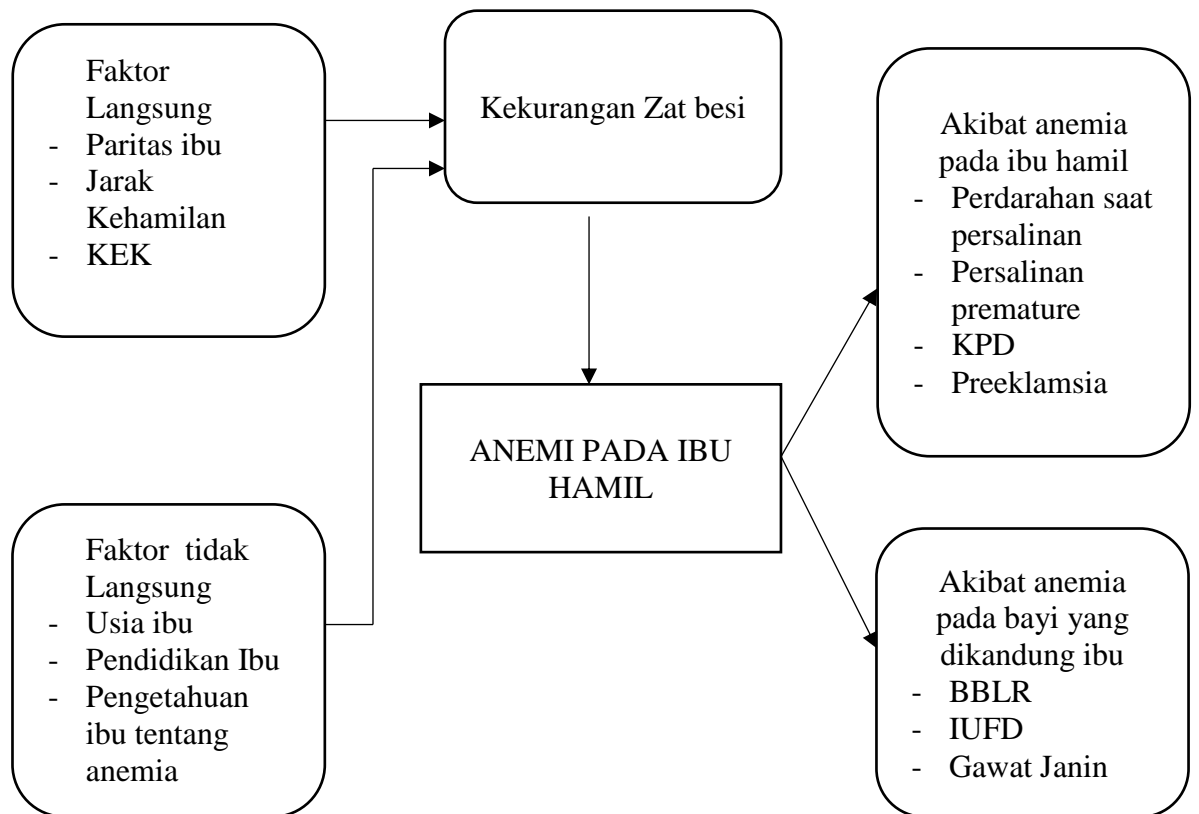 Faktor
Langsung
- Paritas ibu
- Jarak
Kehamilan
- KEK
Kekurangan Zat besi
Akibat anemia
pada ibu hamil
- Perdarahan saat
persalinan
- Persalinan
premature
- KPD
- Preeklamsia
ANEMI PADA IBU
HAMIL
Faktor tidak
Langsung
- Usia ibu
- Pendidikan Ibu
- Pengetahuan
ibu tentang
anemia
Akibat anemia
pada bayi yang
dikandung ibu
- BBLR
- IUFD
- Gawat Janin